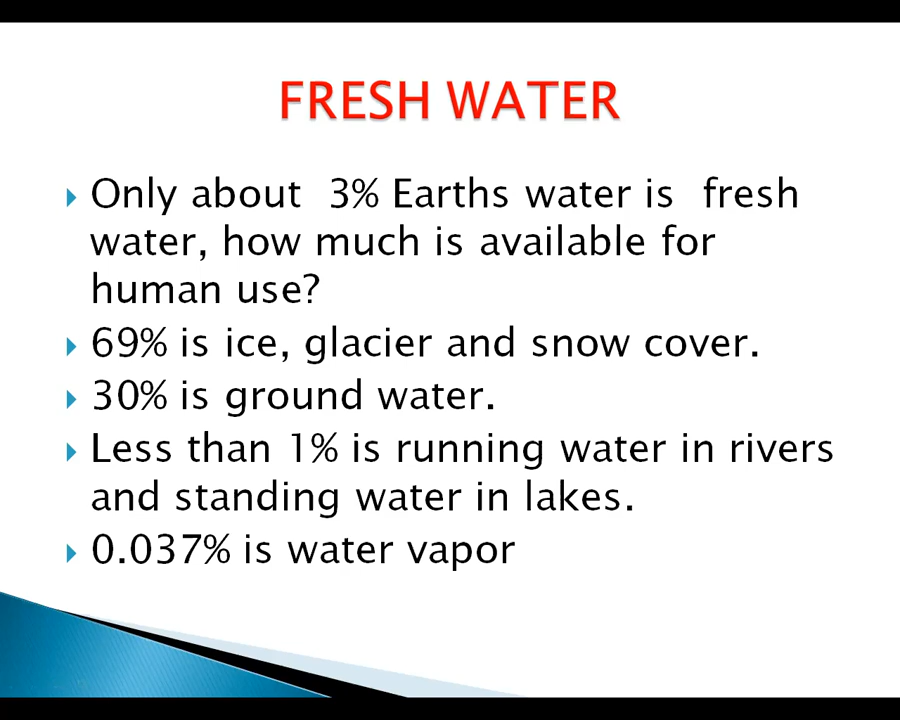 FRESH WATER
Only about 3% Earths water is fresh
water, how much is available for
human use?
69% is ice, glacier and snow cover.
30% is ground water.
Less than 1% is running water in rivers
and standing water in lakes.
0.037% is water vapor